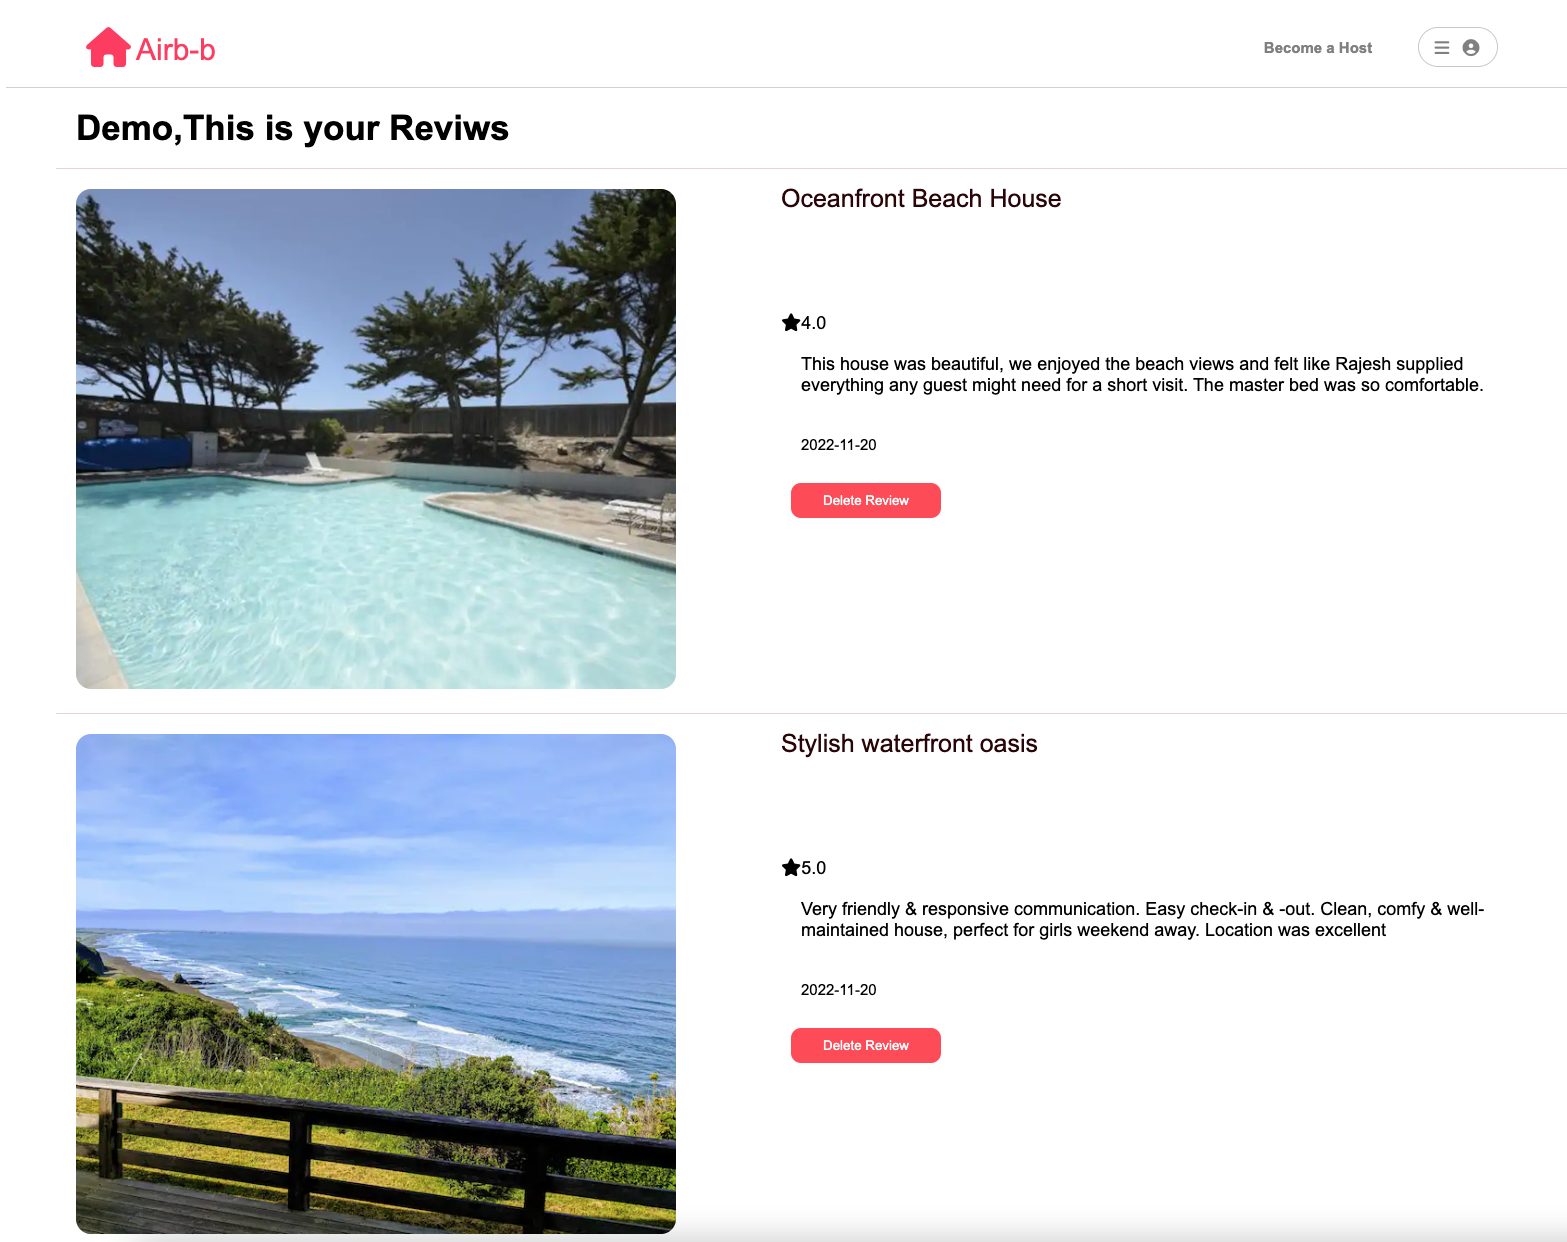 Airb-b
Become a Host
Demo,This is your Reviws
Oceanfront Beach House
4.0
This house was beautiful, we enjoyed the beach views and felt like Rajesh supplied
everything any guest might need for a short visit. The master bed was so comfortable.
2022-11-20
Delete Review
Stylish waterfront oasis
5.0
Very friendly & responsive communication. Easy check-in & -out. Clean, comfy & well-
maintained house, perfect for girls weekend away. Location was excellent
2022-11-20
Delete Review